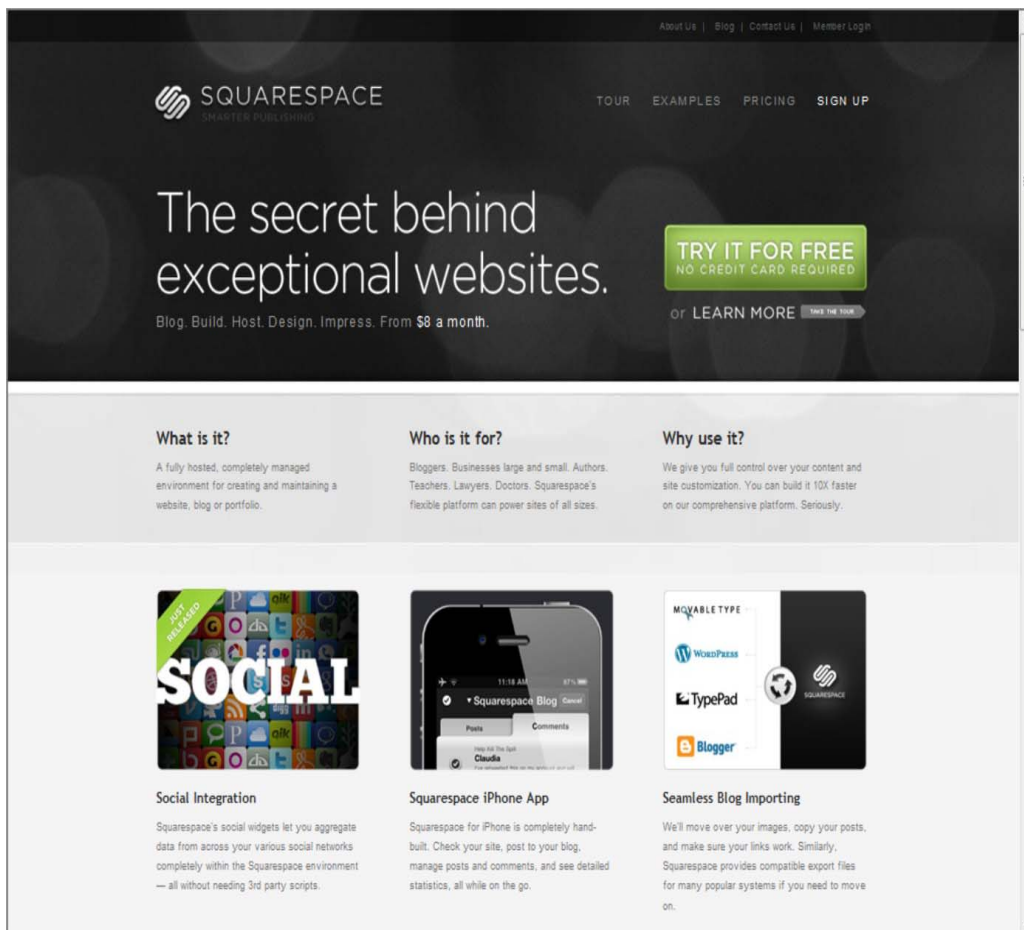 About Us | Blog | Contact Us | Member Login
SQUARESPACE
SMARTER PUBLISHING
TOUR EXAMPLES PRICING SIGN UP
The secret behind
exceptional websites.
Blog. Build. Host. Design. Impress. From $8 a month.
TRY IT FOR FREE
NO CREDIT CARD REQUIRED
or LEARN MORE TAKE THE TOUR
What is it?
A fully hosted, completely managed
environment for creating and maintaining a
website, blog or portfolio.
Who is it for?
Bloggers. Businesses large and small. Authors.
Teachers. Lawyers. Doctors. Squarespace's
flexible platform can power sites of all sizes.
Why use it?
We give you full control over your content and
site customization. You can build it 10X faster
on our comprehensive platform. Seriously.
JUST
RELEASED
SOCIAL
Social Integration
Squarespace's social widgets let you aggregate
data from across your various social networks
completely within the Squarespace environment
— all without needing 3rd party scripts.
11:18 AM 87%
Squarespace Blog Cancel
Posts Comments
Help Ask The Spill
Claudia
Squarespace iPhone App
Squarespace for iPhone is completely hand-
built. Check your site, post to your blog,
manage posts and comments, and see detailed
statistics, all while on the go.
MOVABLE TYPE
WORDPRESS
TypePad
Blogger
SQUARESPACE
Seamless Blog Importing
We'll move over your images, copy your posts,
and make sure your links work. Similarly,
Squarespace provides compatible export files
for many popular systems if you need to move
on.